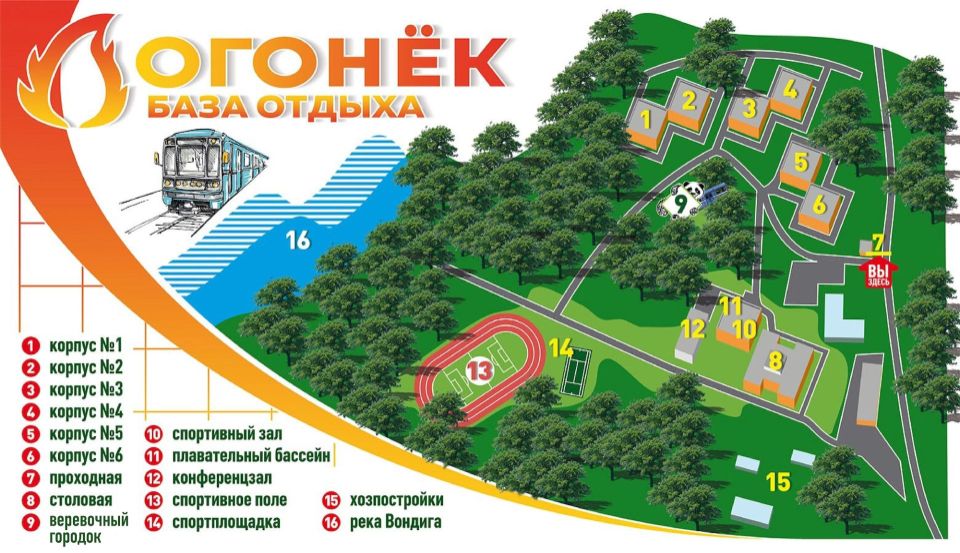 ОГОНЁК
БАЗА ОТДЫХА
1 2 3 4
5
6
9
7
ВЫ
ЗДЕСЬ
16
11
12 10
14 8
13
15
1 корпус №1
2 корпус №2
3 корпус №3
4 корпус №4
5 корпус №5
6 корпус №6
7 проходная
8 столовая
9 веревочный
городок
10 спортивный зал
11 плавательный бассейн
12 конференцзал
13 спортивное поле
14 спортплощадка
15 хозпостройки
16 река Вондига